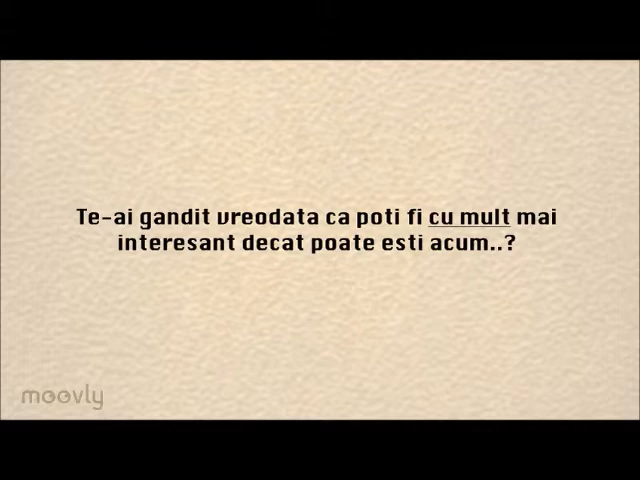 Te-ai gandit vreodata ca poti fi cu mult mai
interesant decat poate esti acum..?
moovly